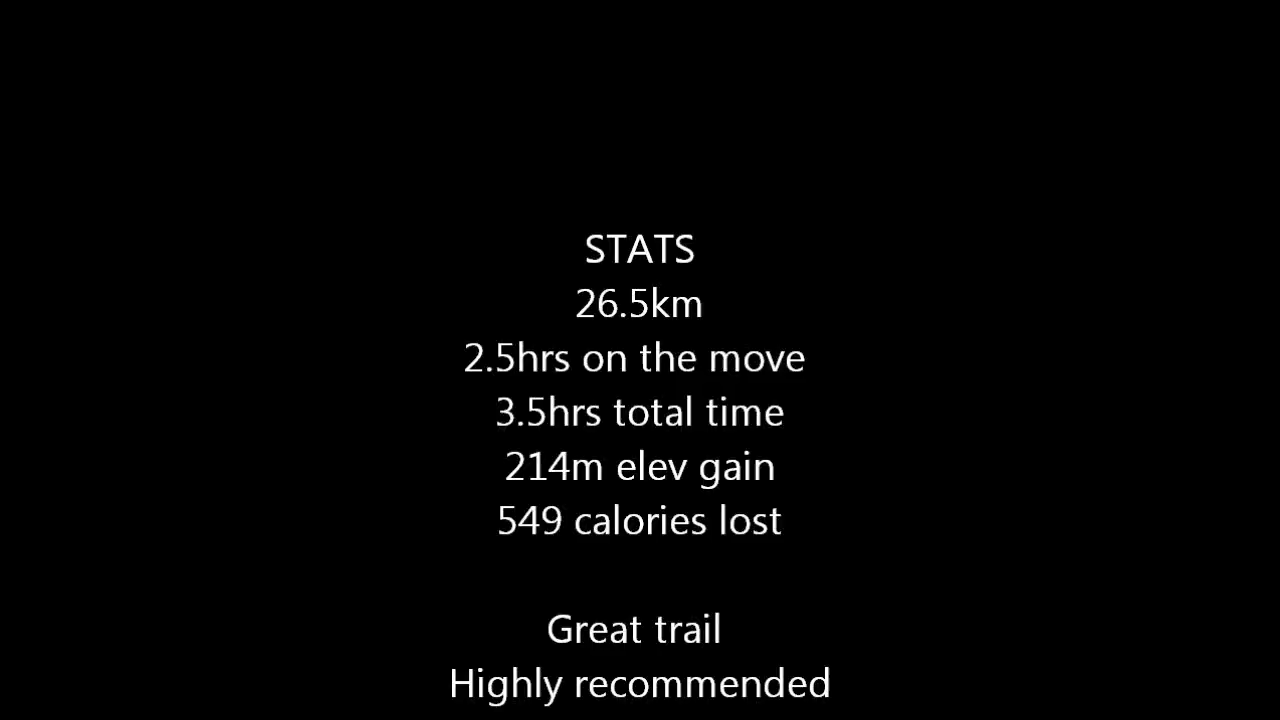 STATS
26.5km
2.5hrs on the move
3.5hrs total time
214m elev gain
549 calories lost
Great trail
Highly recommended